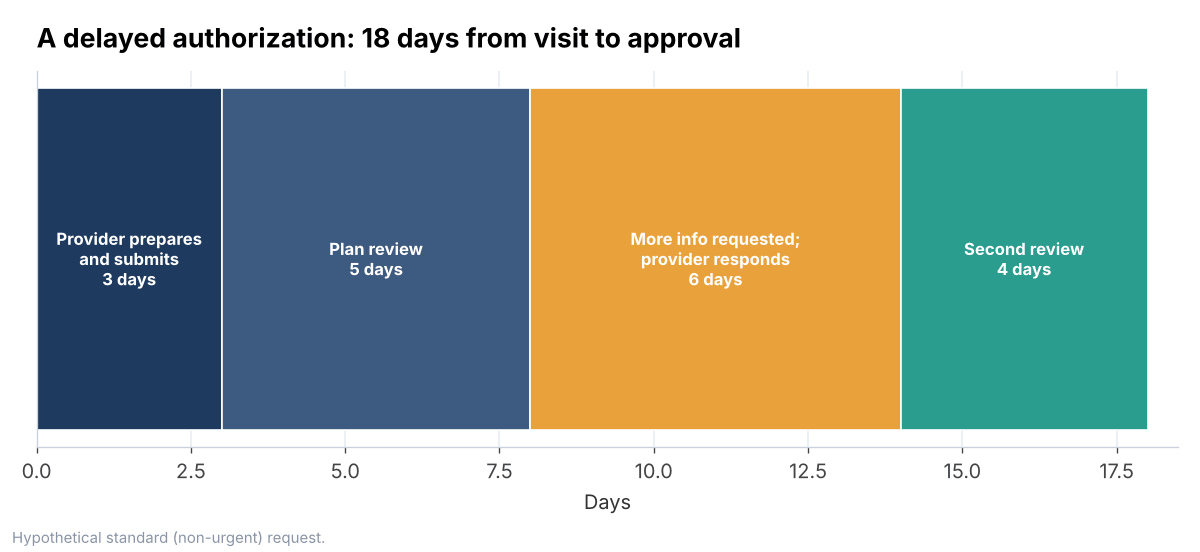 A delayed authorization: 18 days from visit to approval
Provider prepares
and submits
3 days
Plan review
5 days
More info requested;
provider responds
6 days
Second review
4 days
0.0
2.5
5.0
7.5
10.0
12.5
15.0
17.5
Days
Hypothetical standard (non-urgent) request.